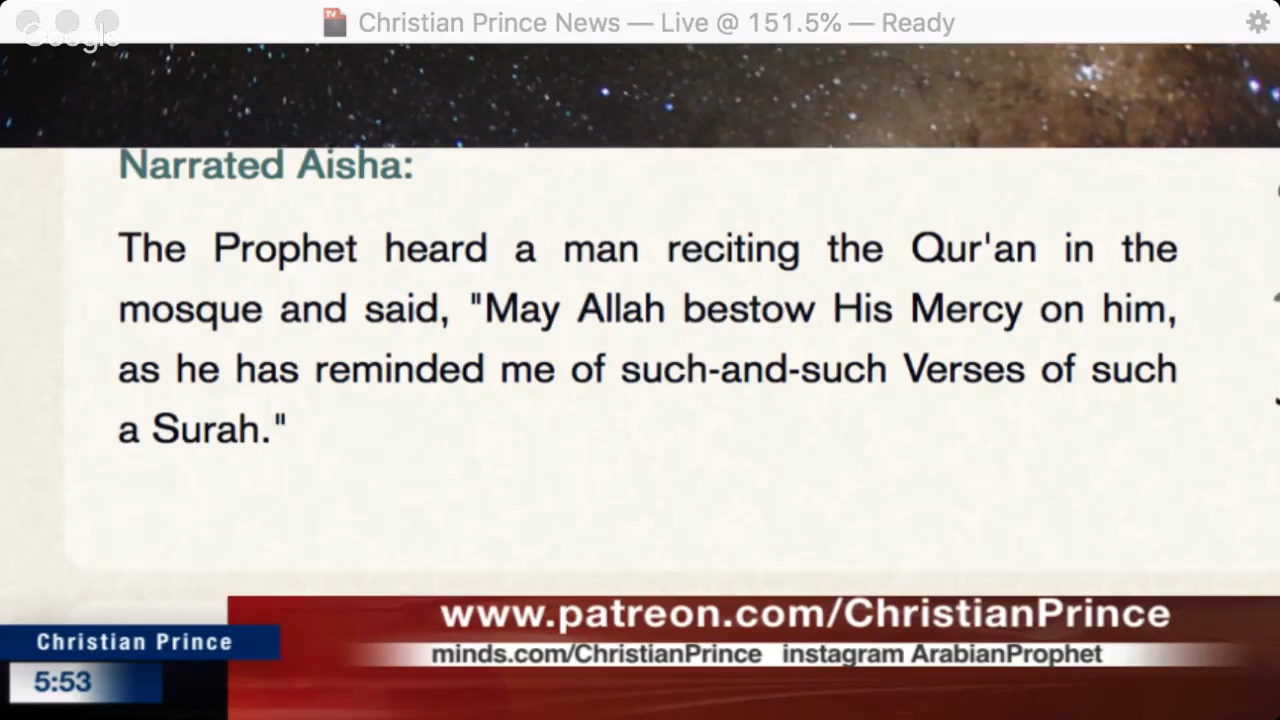 Christian Prince News — Live @ 151.5% — Ready
Google
Narrated Aisha:
The Prophet heard a man reciting the Qur'an in the
mosque and said, "May Allah bestow His Mercy on him,
as he has reminded me of such-and-such Verses of such
a Surah."
www.patreon.com/ChristianPrince
Christian Prince
minds.com/ChristianPrince instagram ArabianProphet
5:53